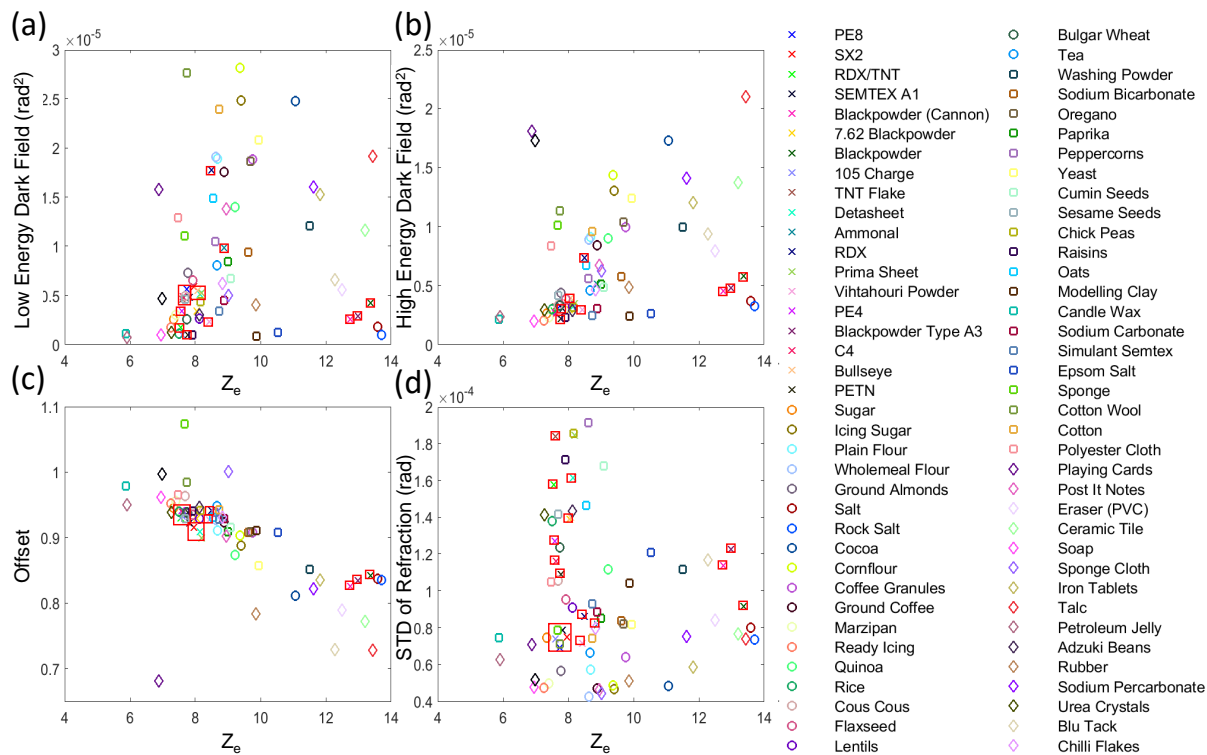 (a)
×10⁻⁵
3
2.5
2
1.5
1
0.5
0
4
6
8
10
12
14
Low Energy Dark Field (rad²)
Zₑ
(b)
×10⁻⁵
2.5
2
1.5
1
0.5
0
4
6
8
10
12
14
High Energy Dark Field (rad²)
Zₑ
(c)
1.1
1
0.9
0.8
0.7
4
6
8
10
12
14
Offset
Zₑ
(d)
×10⁻⁴
2
1.8
1.6
1.4
1.2
1
0.8
0.6
0.4
4
6
8
10
12
14
STD of Refraction (rad)
Zₑ
PE8
SX2
RDX/TNT
SEMTEX A1
Blackpowder (Cannon)
7.62 Blackpowder
Blackpowder
105 Charge
TNT Flake
Detasheet
Ammonal
RDX
Prima Sheet
Vihtahouri Powder
PE4
Blackpowder Type A3
C4
Bullseye
PETN
Sugar
Icing Sugar
Plain Flour
Wholemeal Flour
Ground Almonds
Salt
Rock Salt
Cocoa
Cornflour
Coffee Granules
Ground Coffee
Marzipan
Ready Icing
Quinoa
Rice
Cous Cous
Flaxseed
Lentils
Bulgar Wheat
Tea
Washing Powder
Sodium Bicarbonate
Oregano
Paprika
Peppercorns
Yeast
Cumin Seeds
Sesame Seeds
Chick Peas
Raisins
Oats
Modelling Clay
Candle Wax
Sodium Carbonate
Simulant Semtex
Epsom Salt
Sponge
Cotton Wool
Cotton
Polyester Cloth
Playing Cards
Post It Notes
Eraser (PVC)
Ceramic Tile
Soap
Sponge Cloth
Iron Tablets
Talc
Petroleum Jelly
Adzuki Beans
Rubber
Sodium Percarbonate
Urea Crystals
Blu Tack
Chilli Flakes